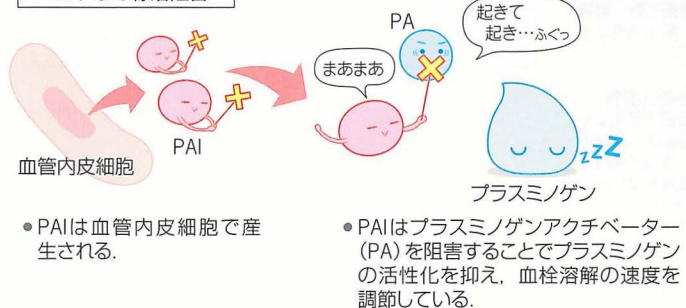 PA
起きて
起き…ふぐっ
まあまあ
PAI
血管内皮細胞
zzZ
プラスミノゲン
●PAIは血管内皮細胞で産
生される.
●PAIはプラスミノゲンアクチベーター
(PA)を阻害することでプラスミノゲン
の活性化を抑え,血栓溶解の速度を
調節している.